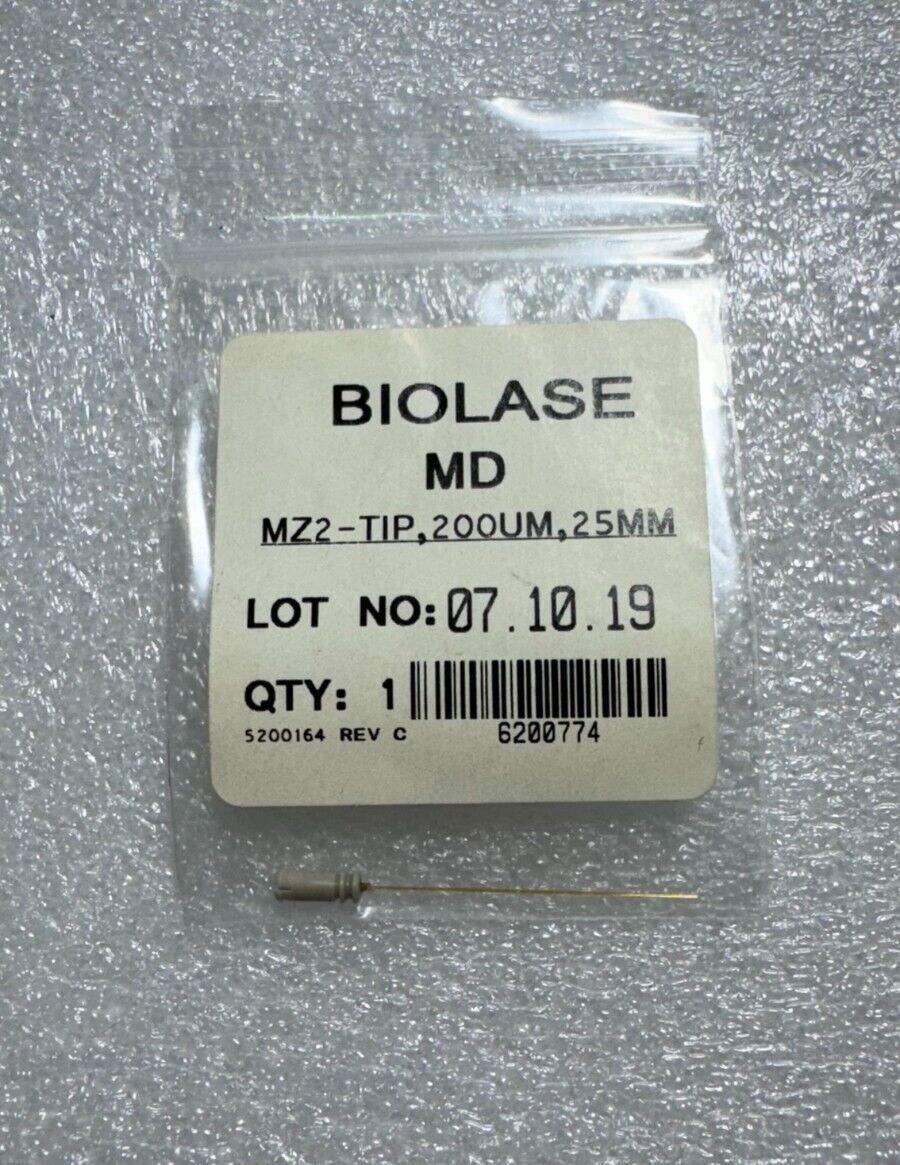 BIOLASE
MD
MZ2-TIP,200UM,25MM
LOT NO: 07.10.19
QTY: 1
5200164 REV C 6200774